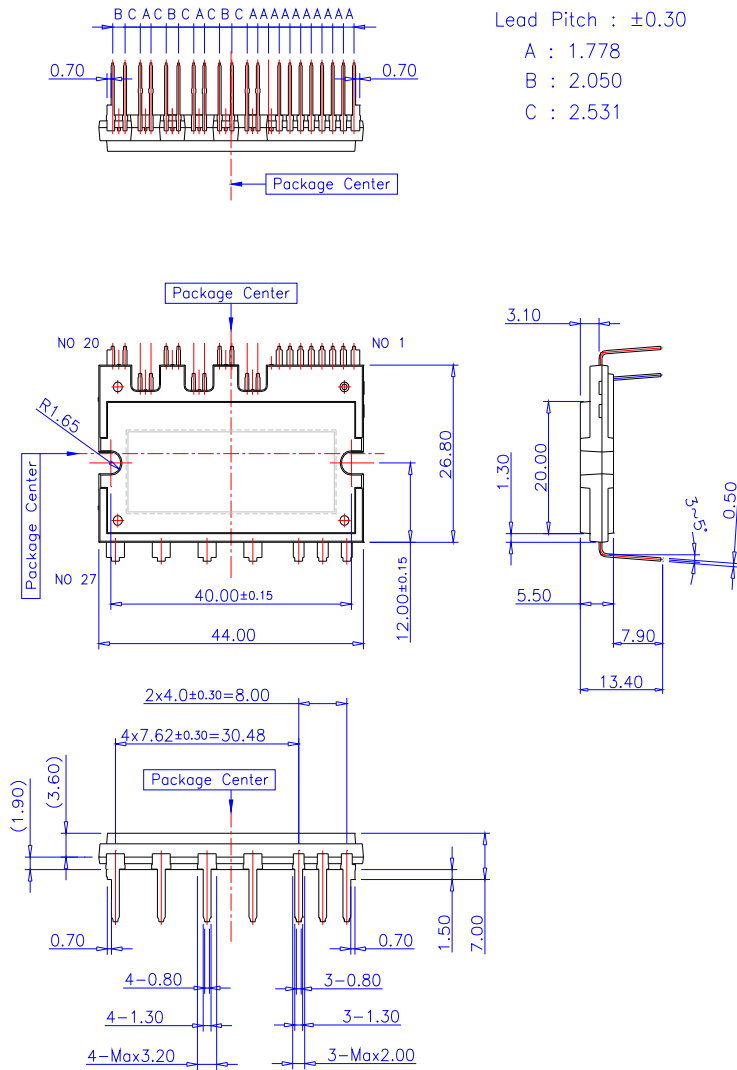 B C A C B C A C A C B C A A A A A A A A A
Lead Pitch : ±0.30
A : 1.778
B : 2.050
C : 2.531
0.70
0.70
Package Center
Package Center
NO 20
NO 1
R1.65
Package Center
26.80
12.00±0.15
NO 27
40.00±0.15
44.00
3.10
1.30
20.00
3~5°
0.50
5.50
7.90
13.40
2x4.0±0.30=8.00
4x7.62±0.30=30.48
Package Center
(1.90)
(3.60)
0.70
0.70
1.50
7.00
4-0.80
3-0.80
4-1.30
3-1.30
4-Max3.20
3-Max2.00